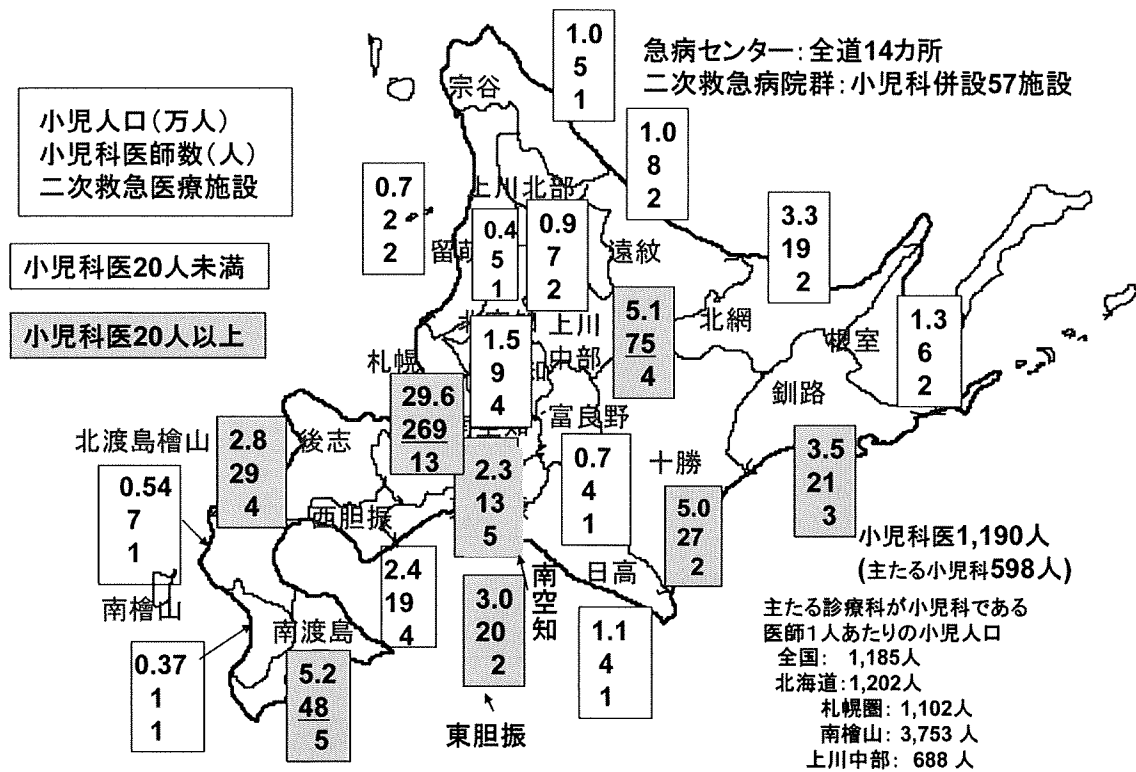 急病センター:全道14カ所
二次救急病院群:小児科併設57施設
小児人口(万人)
小児科医師数(人)
二次救急医療施設
小児科医20人未満
小児科医20人以上
宗谷
1.0
5
1
1.0
8
2
上川北部
0.7
2
2
留萌
0.4
5
1
0.9
7
2
遠紋
3.3
19
2
北網
5.1
75
4
上川
中部
1.5
9
4
根室
1.3
6
2
釧路
札幌
29.6
269
13
富良野
0.7
4
1
十勝
5.0
27
2
3.5
21
3
北渡島檜山
2.8
29
4
後志
0.54
7
1
2.3
13
5
西胆振
2.4
19
4
南空知
日高
南檜山
南渡島
3.0
20
2
1.1
4
1
0.37
1
1
5.2
48
5
東胆振
小児科医1,190人
(主たる小児科598人)
主たる診療科が小児科である
医師1人あたりの小児人口
全国: 1,185人
北海道:1,202人
札幌圏: 1,102人
南檜山: 3,753 人
上川中部: 688 人